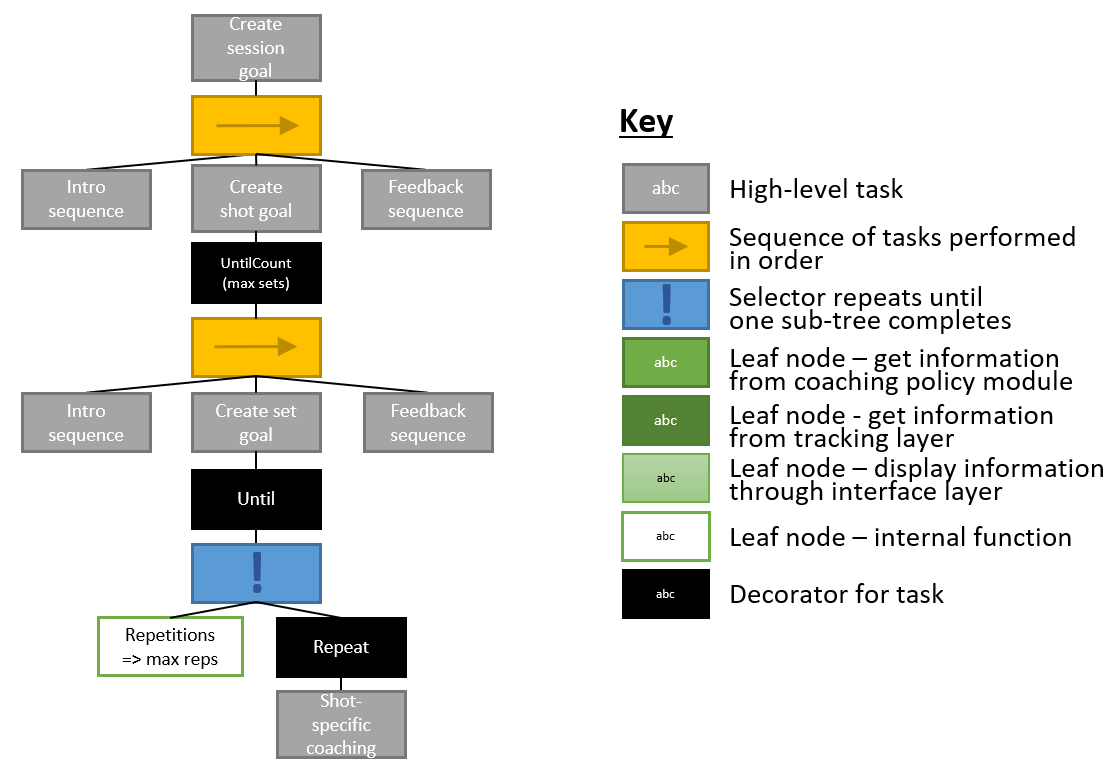 Create
session
goal
Intro
sequence
Create
shot goal
Feedback
sequence
UntilCount
(max sets)
Intro
sequence
Create set
goal
Feedback
sequence
Until
!
Repetitions
=> max reps
Repeat
Shot-
specific
coaching
Key
abc
High-level task
Sequence of tasks performed
in order
!
Selector repeats until
one sub-tree completes
abc
Leaf node – get information
from coaching policy module
abc
Leaf node - get information
from tracking layer
abc
Leaf node – display information
through interface layer
abc
Leaf node – internal function
abc
Decorator for task